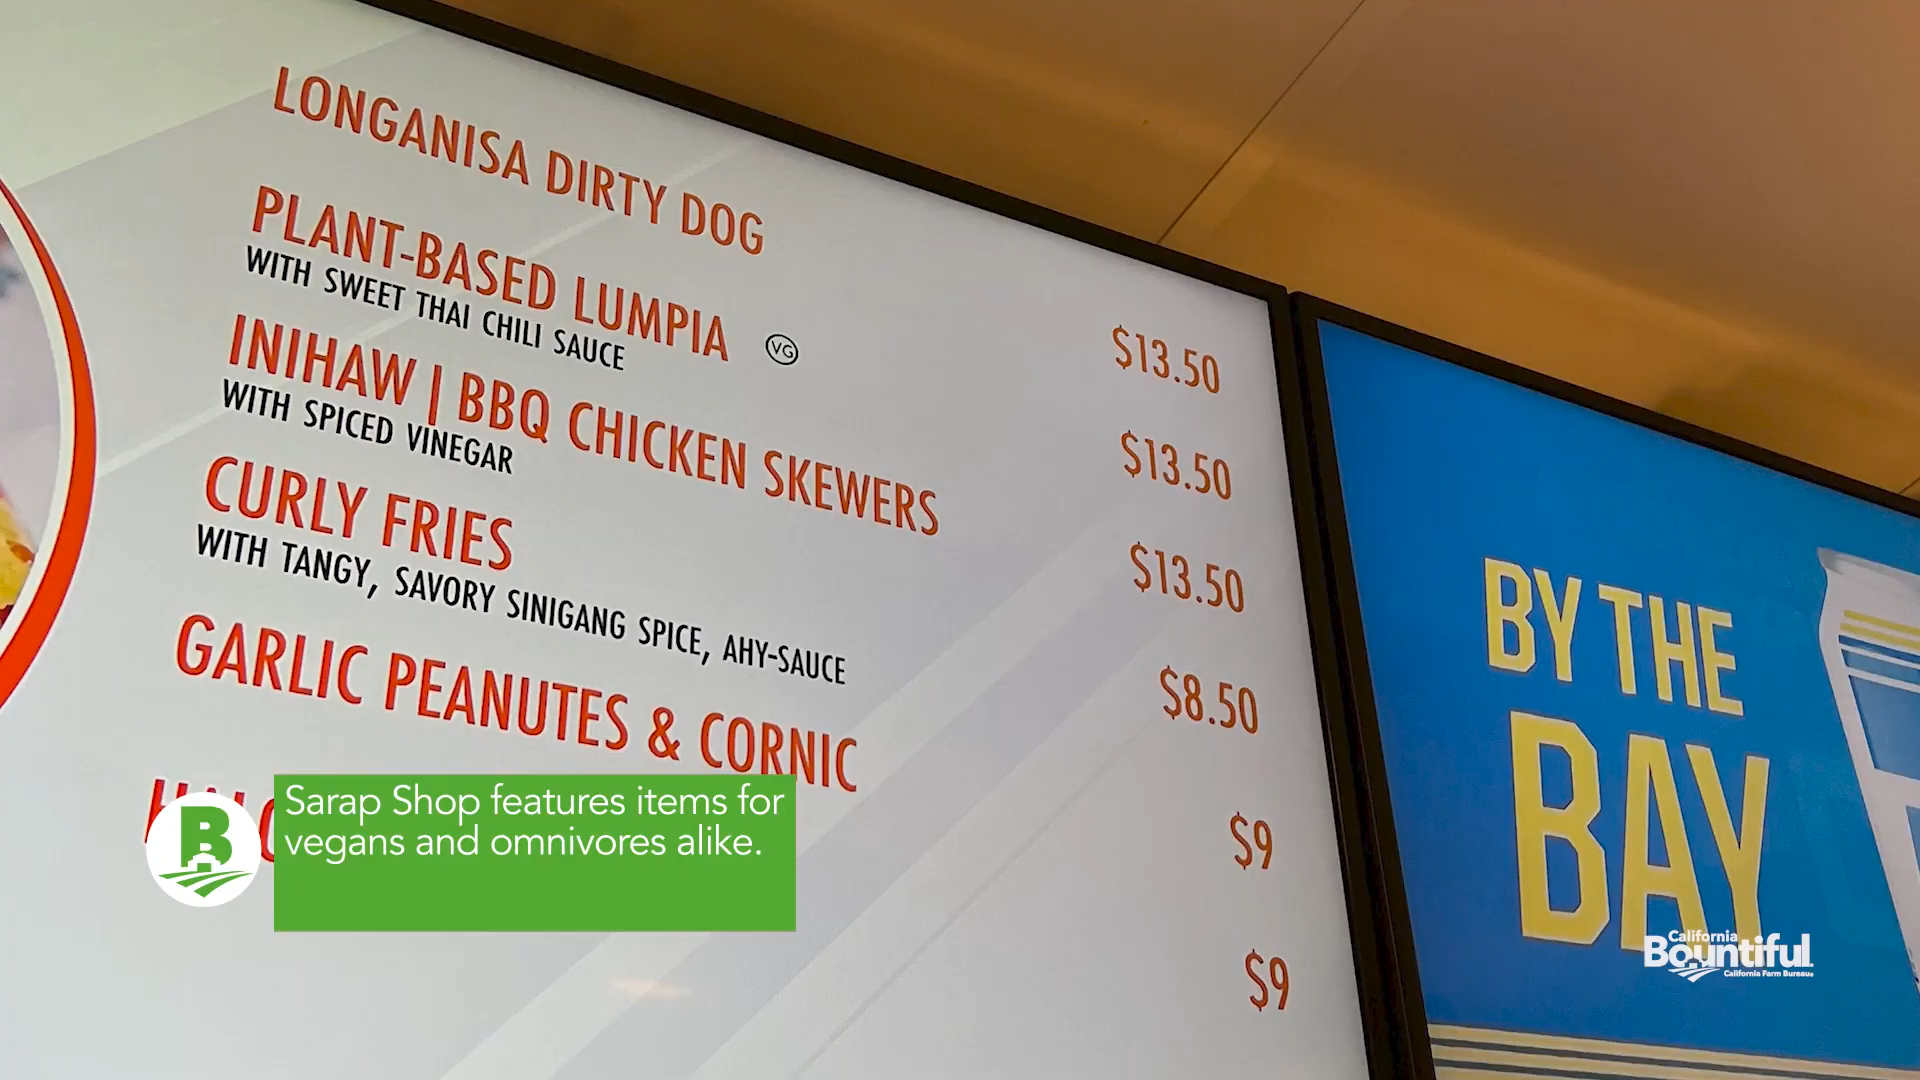 LONGANISA DIRTY DOG $13.50
PLANT-BASED LUMPIA VG $13.50
WITH SWEET THAI CHILI SAUCE
INIHAW | BBQ CHICKEN SKEWERS $13.50
WITH SPICED VINEGAR
CURLY FRIES $8.50
WITH TANGY, SAVORY SINIGANG SPICE, AHY-SAUCE
GARLIC PEANUTES & CORNIC $9
$9
B
Sarap Shop features items for
vegans and omnivores alike.
BY THE
BAY
California
Bountiful
California Farm Bureau